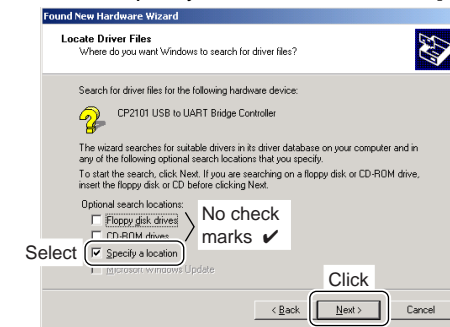 Found New Hardware Wizard
Locate Driver Files
Where do you want Windows to search for driver files?
Search for driver files for the following hardware device:
CP2101 USB to UART Bridge Controller
The wizard searches for suitable drivers in its driver database on your computer and in
any of the following optional search locations that you specify.
To start the search, click Next. If you are searching on a floppy disk or CD-ROM drive,
insert the floppy disk or CD before clicking Next.
Optional search locations:
Floppy disk drives
No check
CD-ROM drives
marks ✔
Select
Specify a location
Microsoft Windows Update
Click
< Back
Next >
Cancel